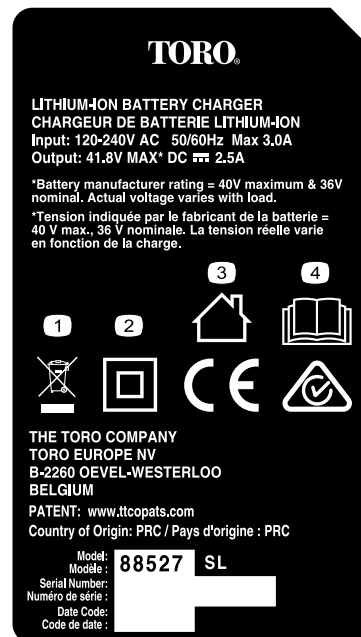 TORO®
LITHIUM-ION BATTERY CHARGER
CHARGEUR DE BATTERIE LITHIUM-ION
Input: 120-240V AC 50/60Hz Max 3.0A
Output: 41.8V MAX* DC ⎓ 2.5A
*Battery manufacturer rating = 40V maximum & 36V
nominal. Actual voltage varies with load.
*Tension indiquée par le fabricant de la batterie =
40 V max., 36 V nominale. La tension réelle varie
en fonction de la charge.
3 4
1 2
CE
THE TORO COMPANY
TORO EUROPE NV
B-2260 OEVEL-WESTERLOO
BELGIUM
PATENT: www.ttcopats.com
Country of Origin: PRC / Pays d'origine : PRC
Model:
Modèle : 88527 SL
Serial Number:
Numéro de série :
Date Code:
Code de date :